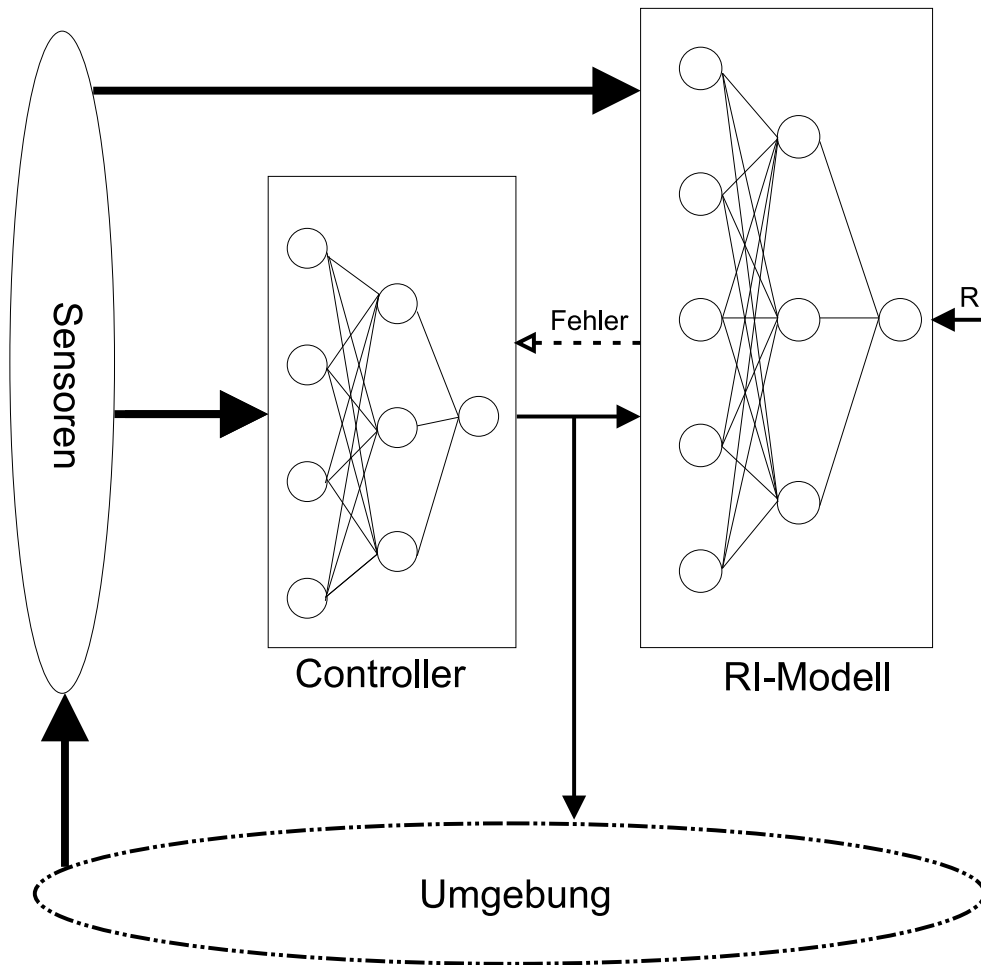 Sensoren
Fehler
R
Controller
RI-Modell
Umgebung